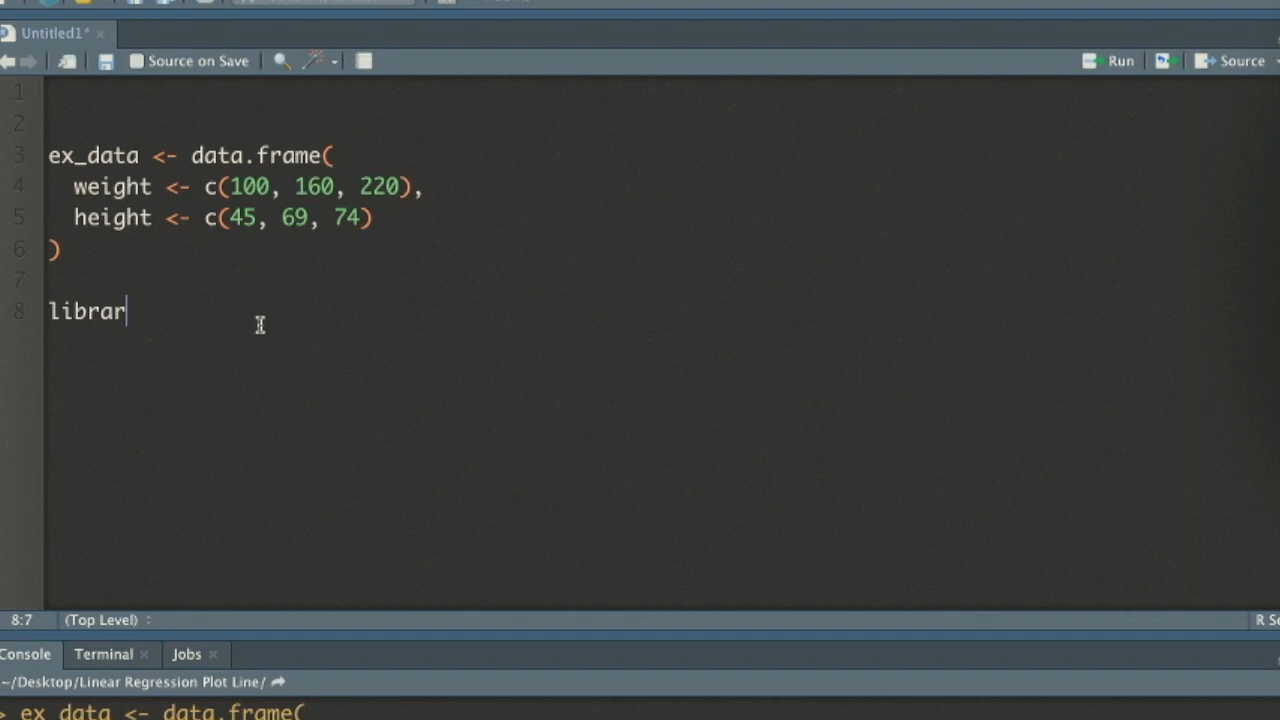 Untitled1*
Source on Save
Run
Source
1
2
3 ex_data <- data.frame(
4 weight <- c(100, 160, 220),
5 height <- c(45, 69, 74)
6 )
7
8 librar
8:7 (Top Level)
R Sc
Console Terminal Jobs
~/Desktop/Linear Regression Plot Line/
> ex_data <- data.frame(